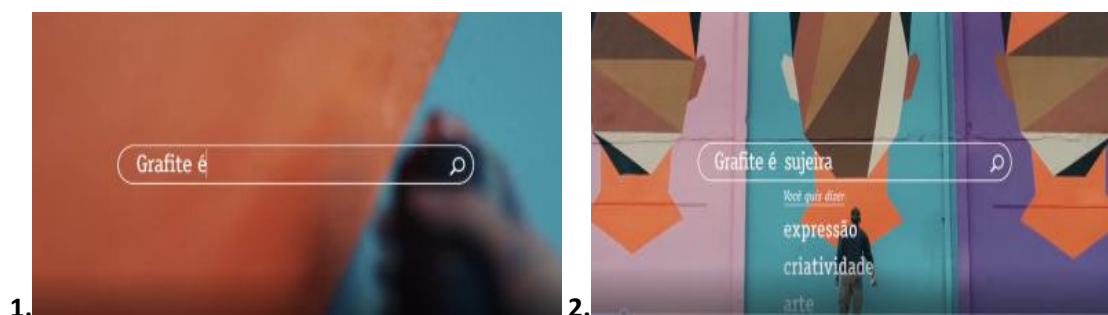 Grafite é
Grafite é sujeira
Você quis dizer
expressão
criatividade
arte
1.
2.